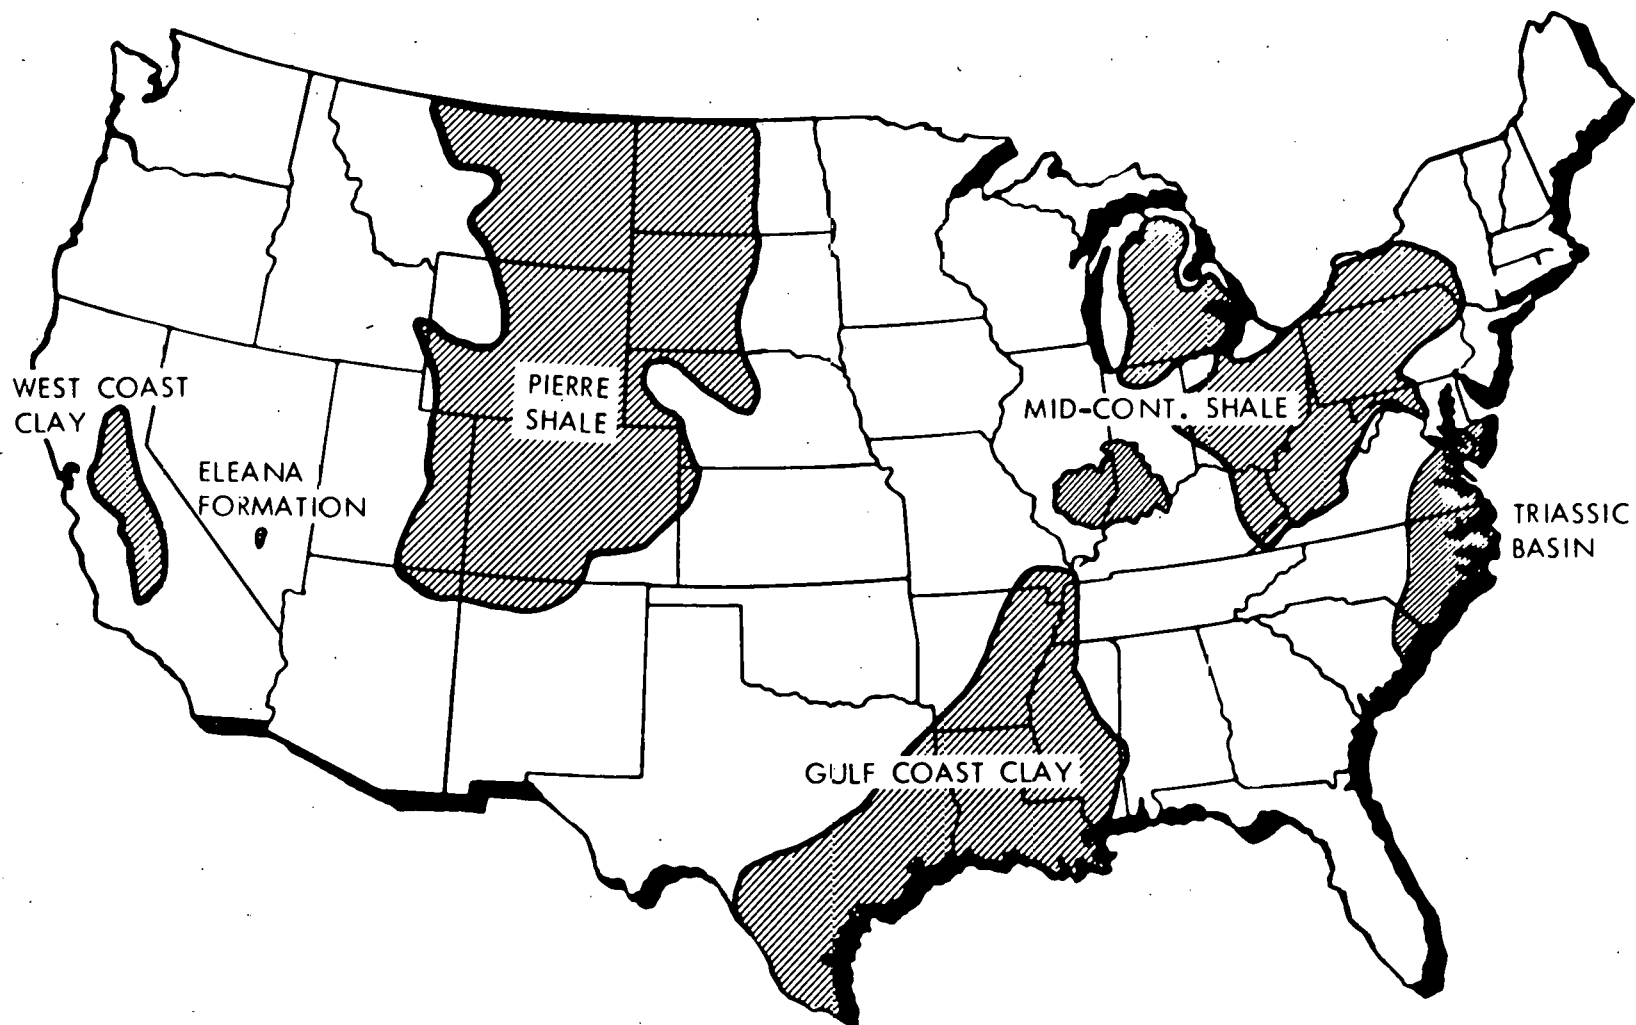 WEST COAST
CLAY
ELEANA
FORMATION
PIERRE
SHALE
MID-CONT. SHALE
TRIASSIC
BASIN
GULF COAST CLAY